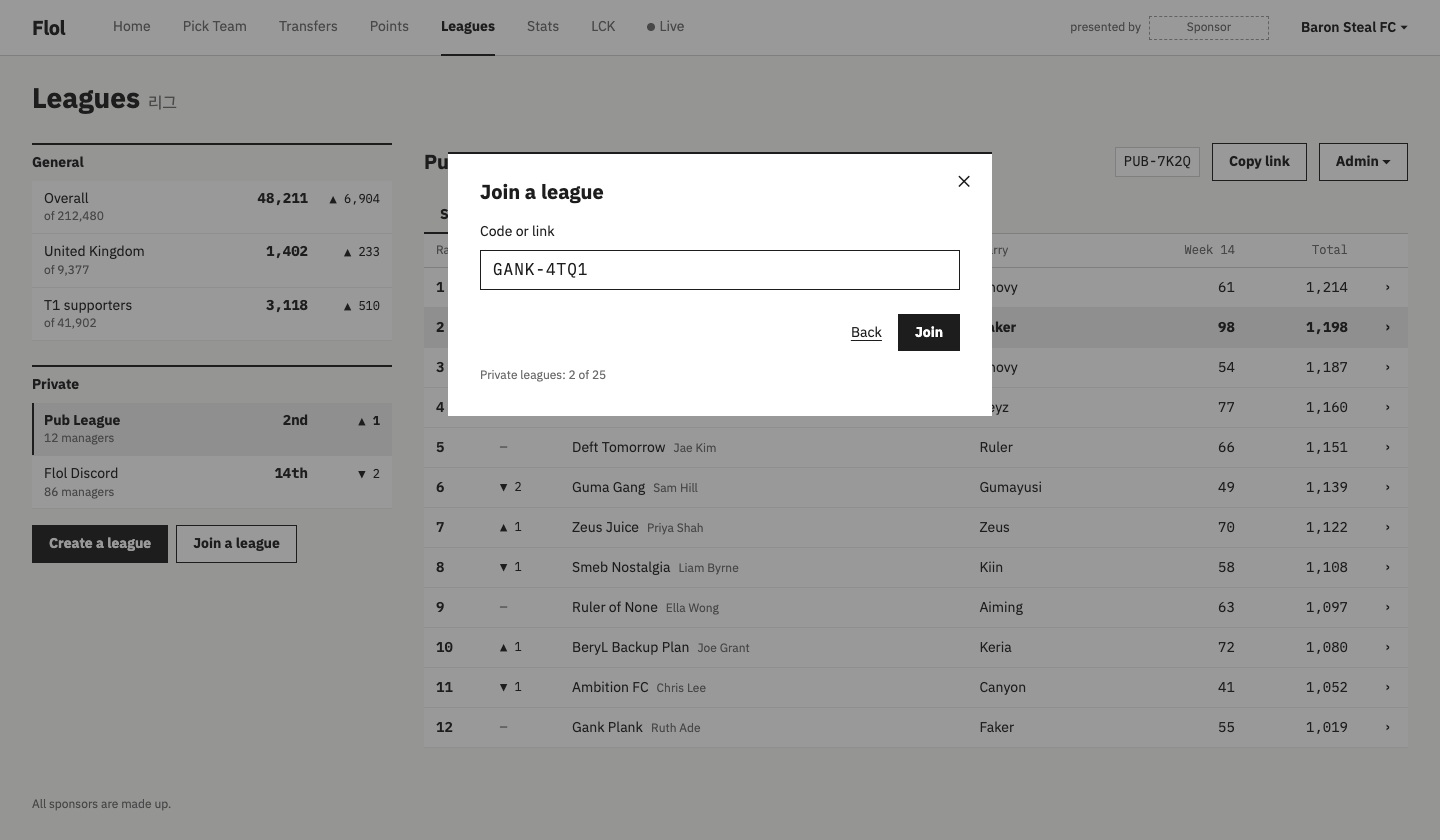 Flol Home Pick Team Transfers Points Leagues Stats LCK Live presented by Sponsor Baron Steal FC
Leagues 리그
General
Overall 48,211 ▲ 6,904
of 212,480
United Kingdom 1,402 ▲ 233
of 9,377
T1 supporters 3,118 ▲ 510
of 41,902
Private
Pub League 2nd ▲ 1
12 managers
Flol Discord 14th ▼ 2
86 managers
Create a league Join a league
PUB-7K2Q Copy link Admin
Join a league
Code or link
GANK-4TQ1
Back Join
Private leagues: 2 of 25
Week 14 Total
1 61 1,214 ›
2 98 1,198 ›
3 54 1,187 ›
4 77 1,160 ›
5 – Deft Tomorrow Jae Kim Ruler 66 1,151 ›
6 ▼ 2 Guma Gang Sam Hill Gumayusi 49 1,139 ›
7 ▲ 1 Zeus Juice Priya Shah Zeus 70 1,122 ›
8 ▼ 1 Smeb Nostalgia Liam Byrne Kiin 58 1,108 ›
9 – Ruler of None Ella Wong Aiming 63 1,097 ›
10 ▲ 1 BeryL Backup Plan Joe Grant Keria 72 1,080 ›
11 ▼ 1 Ambition FC Chris Lee Canyon 41 1,052 ›
12 – Gank Plank Ruth Ade Faker 55 1,019 ›
All sponsors are made up.